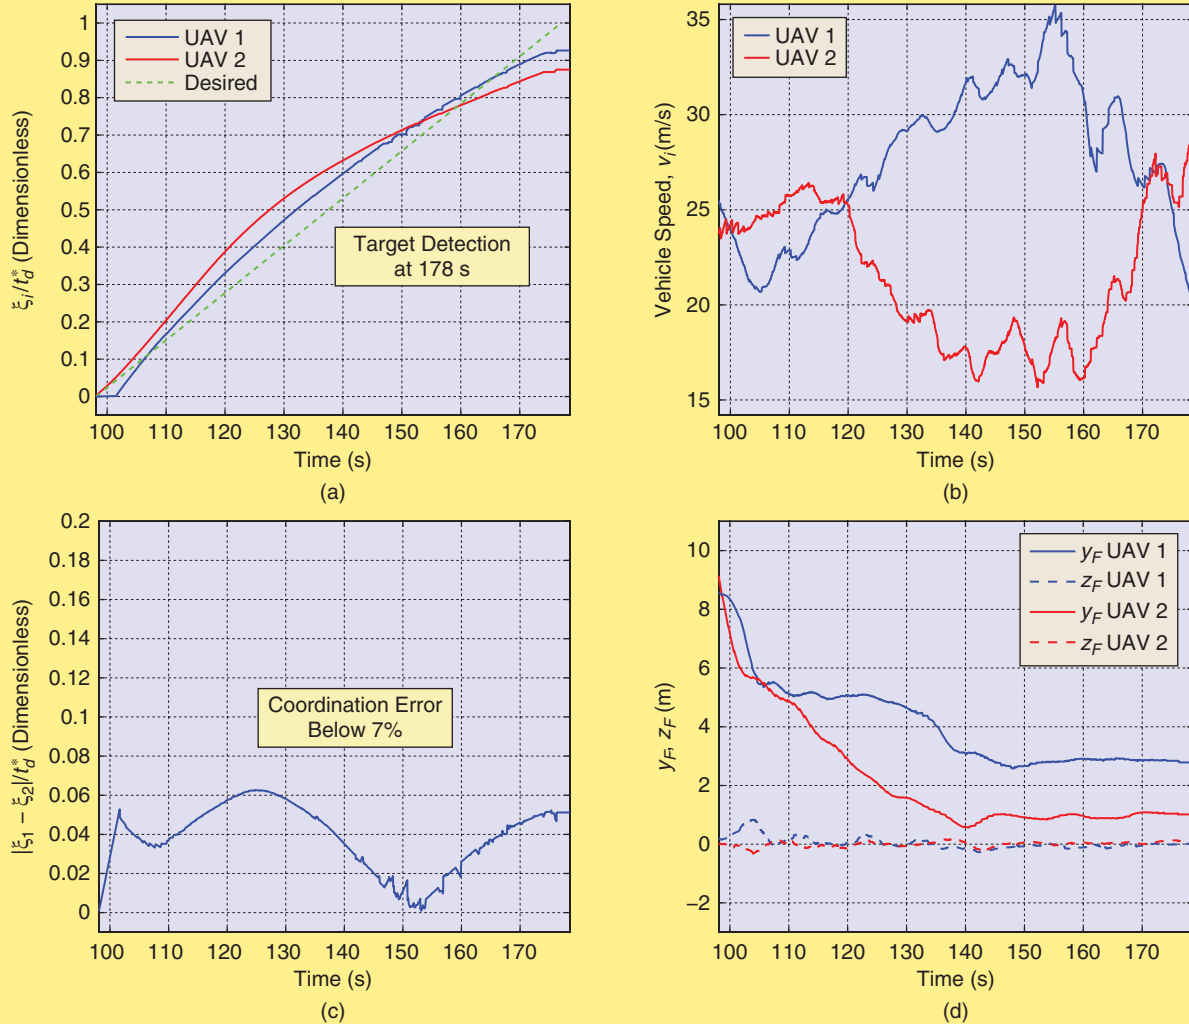 1
0.9
0.8
0.7
0.6
0.5
0.4
0.3
0.2
0.1
0
ξi/t*d (Dimensionless)
UAV 1
UAV 2
Desired
Target Detection
at 178 s
100 110 120 130 140 150 160 170
Time (s)
(a)
35
30
25
20
15
Vehicle Speed, vi(m/s)
UAV 1
UAV 2
100 110 120 130 140 150 160 170
Time (s)
(b)
0.2
0.18
0.16
0.14
0.12
0.1
0.08
0.06
0.04
0.02
0
|ξ1 − ξ2|/t*d (Dimensionless)
Coordination Error
Below 7%
100 110 120 130 140 150 160 170
Time (s)
(c)
10
8
6
4
2
0
−2
yF, zF (m)
yF UAV 1
zF UAV 1
yF UAV 2
zF UAV 2
100 110 120 130 140 150 160 170
Time (s)
(d)